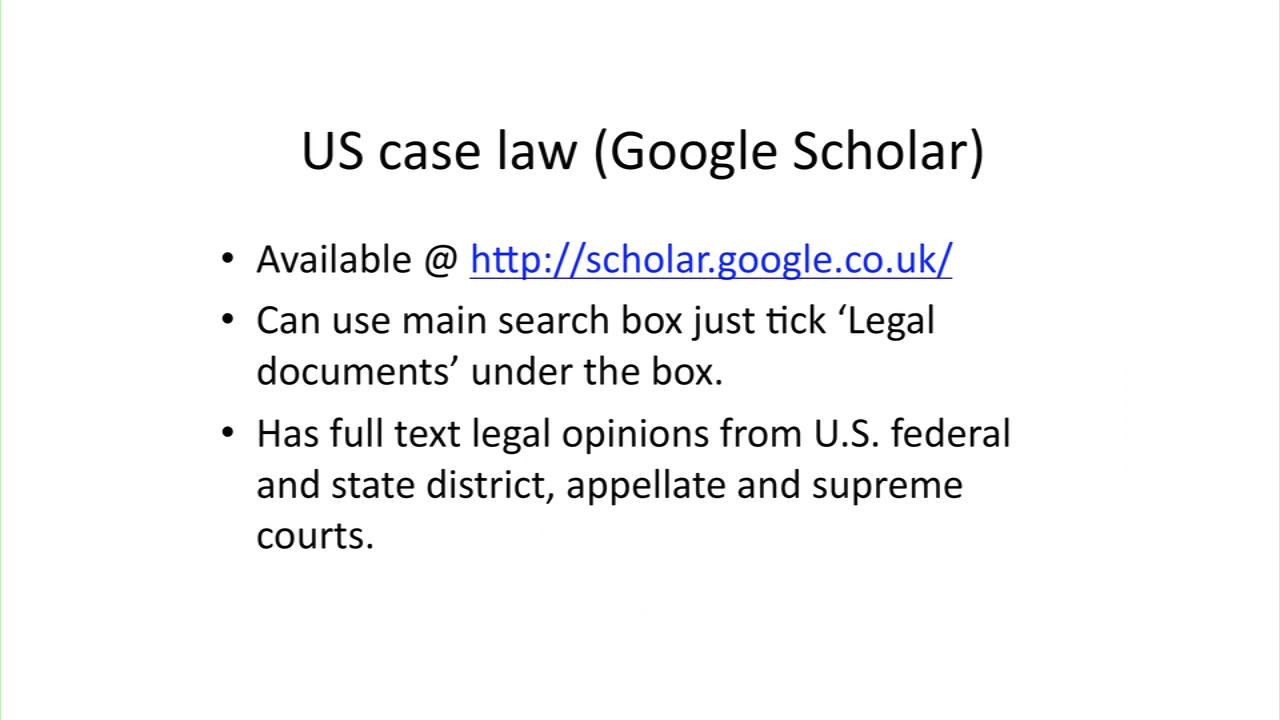 US case law (Google Scholar)
• Available @ http://scholar.google.co.uk/
• Can use main search box just tick ‘Legal
documents’ under the box.
• Has full text legal opinions from U.S. federal
and state district, appellate and supreme
courts.